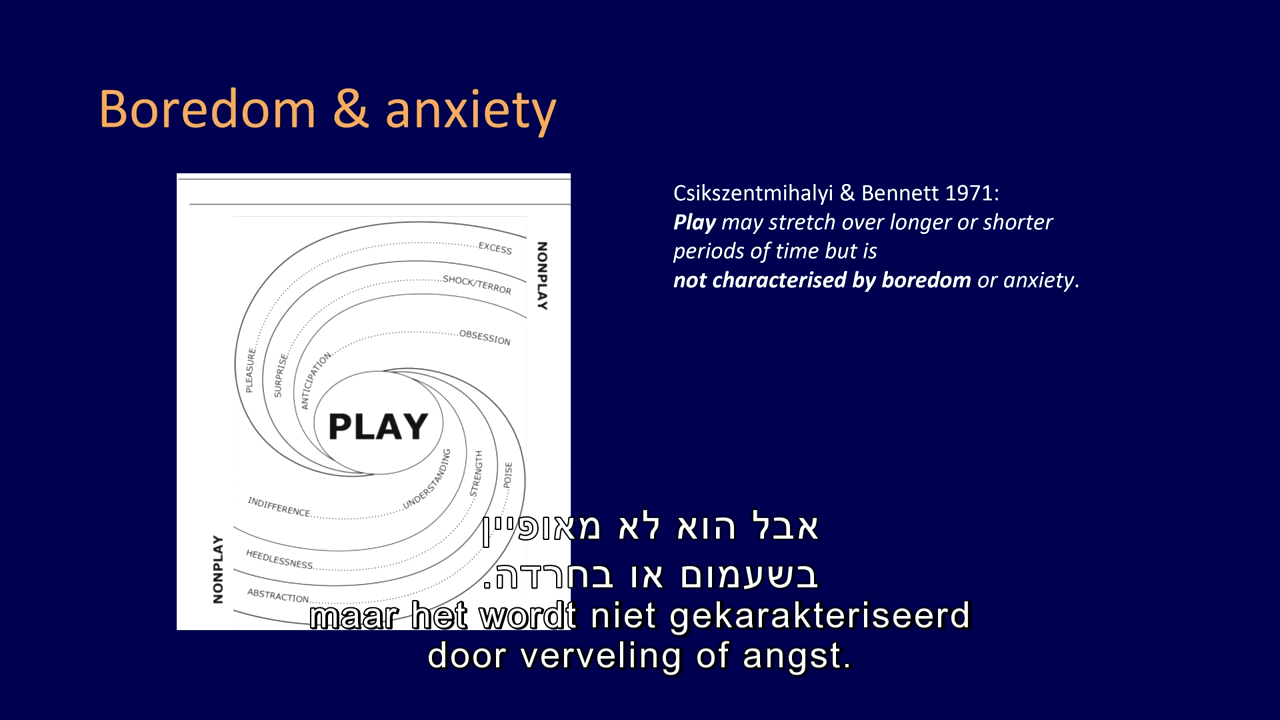 Boredom & anxiety
Csikszentmihalyi & Bennett 1971:
Play may stretch over longer or shorter
periods of time but is
not characterised by boredom or anxiety.
NONPLAY
EXCESS
SHOCK/TERROR
OBSESSION
PLEASURE
SURPRISE
ANTICIPATION
PLAY
UNDERSTANDING
STRENGTH
POISE
INDIFFERENCE
HEEDLESSNESS
ABSTRACTION
NONPLAY
אבל הוא לא מאופיין
בשעמום או בחרדה.
maar het wordt niet gekarakteriseerd
door verveling of angst.